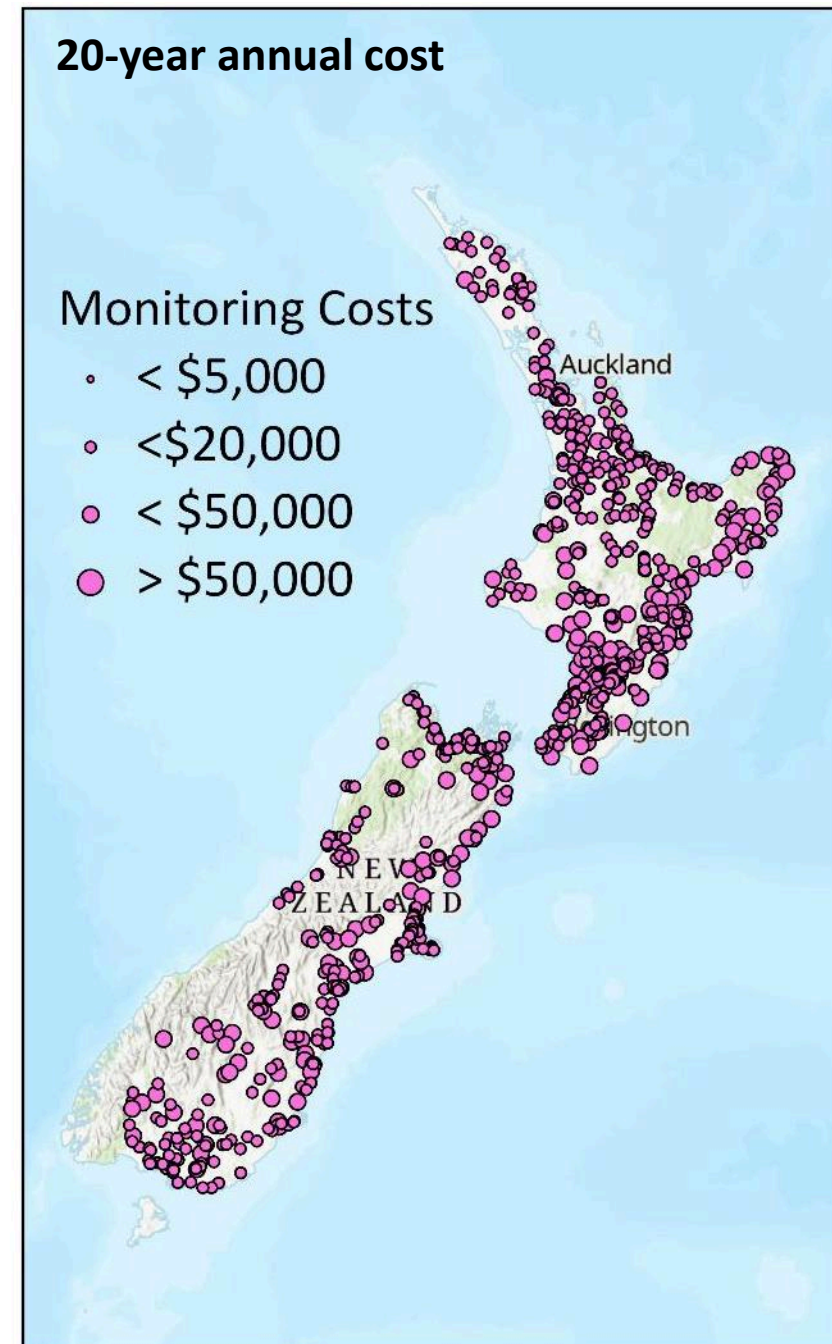 20-year annual cost
Monitoring Costs
< $5,000
<$20,000
< $50,000
> $50,000
Auckland
NEW
ZEALAND